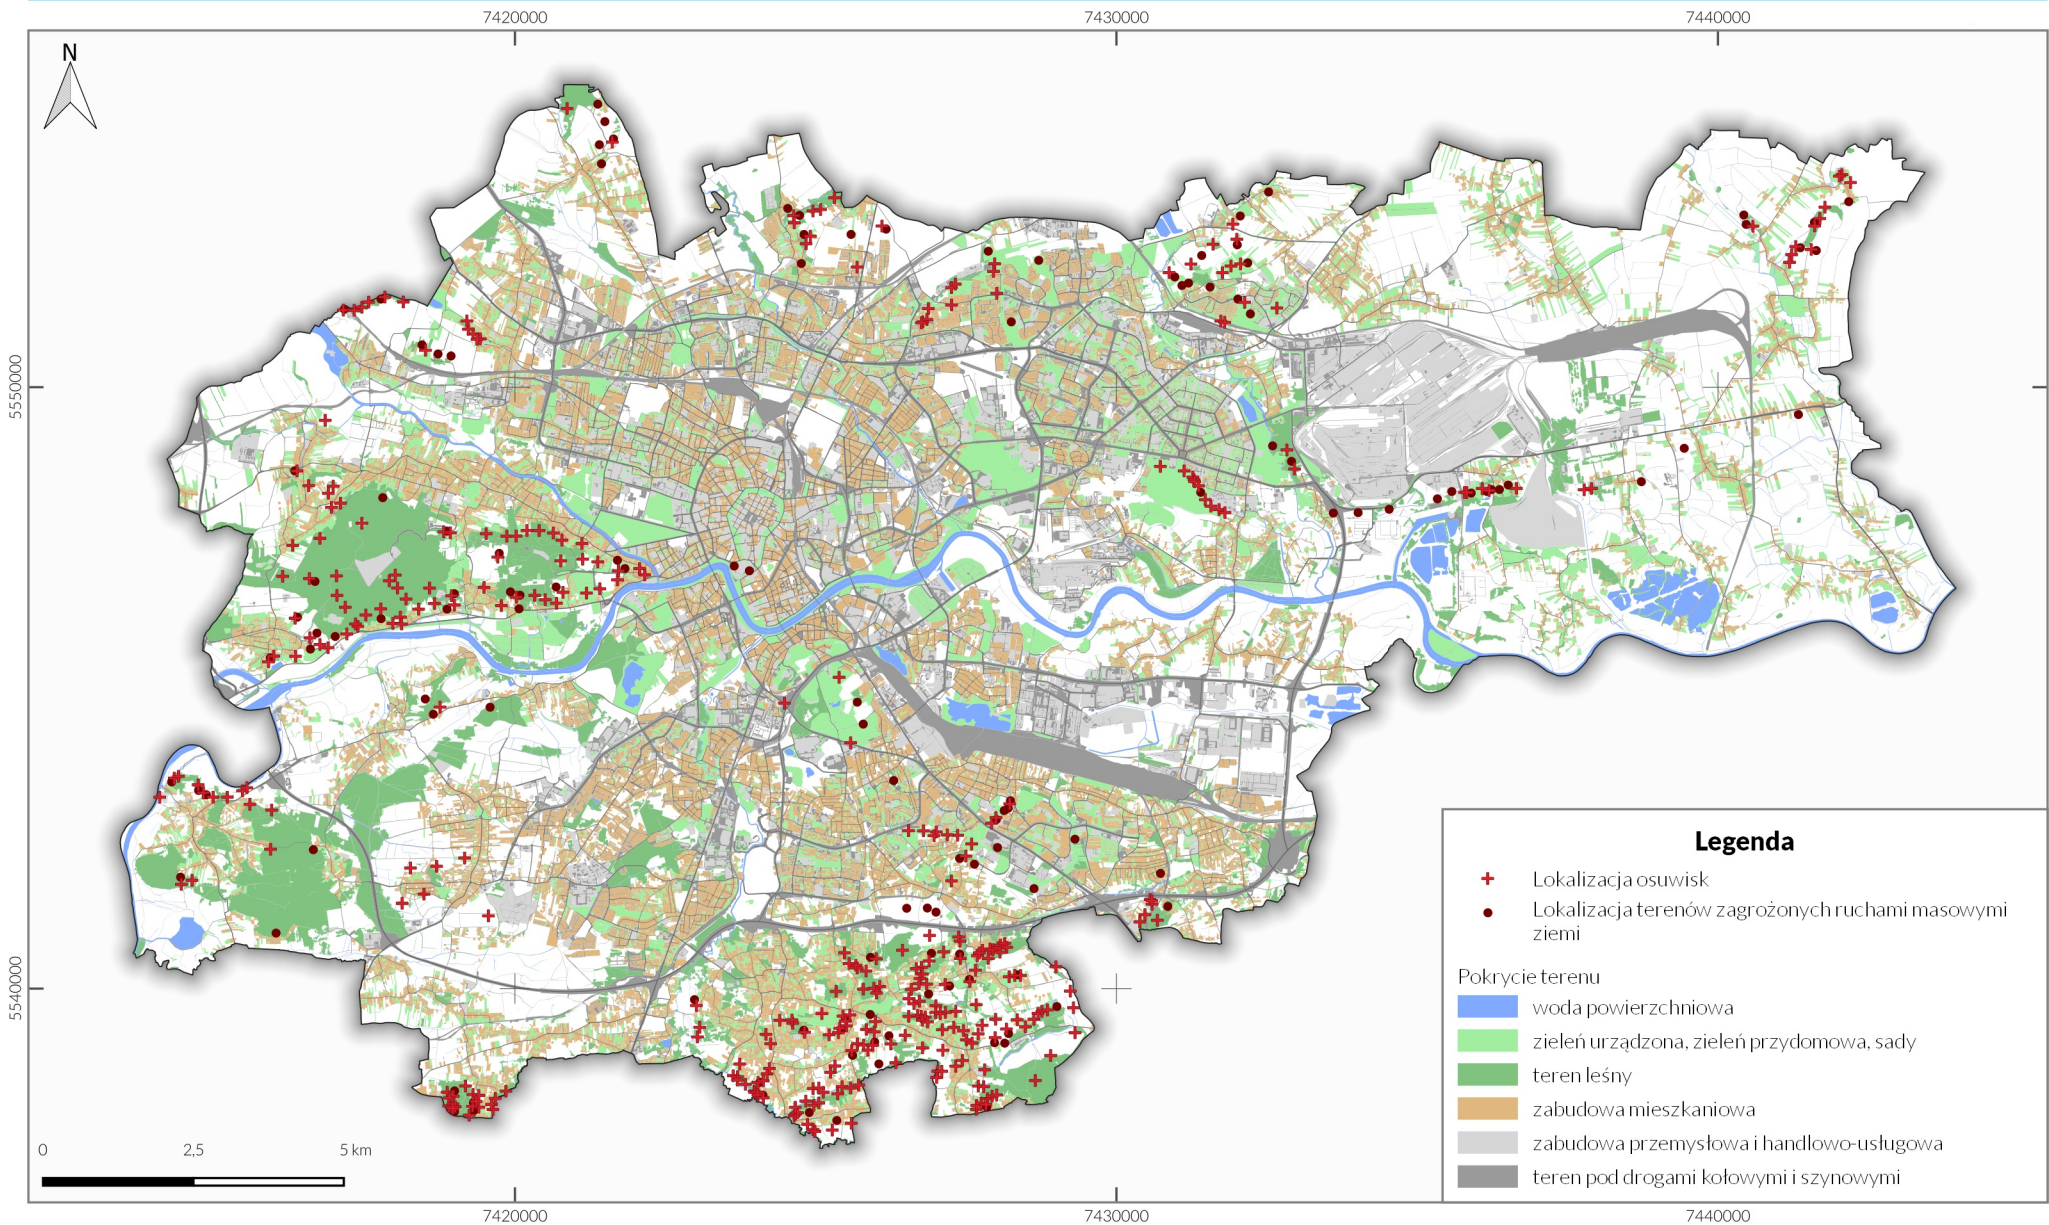 7420000
7430000
7440000
N
5550000
5540000
Legenda
Lokalizacja osuwisk
Lokalizacja terenów zagrożonych ruchami masowymi
ziemi
Pokrycie terenu
woda powierzchniowa
zieleń urządzona, zieleń przydomowa, sady
teren leśny
zabudowa mieszkaniowa
zabudowa przemysłowa i handlowo-usługowa
teren pod drogami kołowymi i szynowymi
0
2,5
5 km
7420000
7430000
7440000